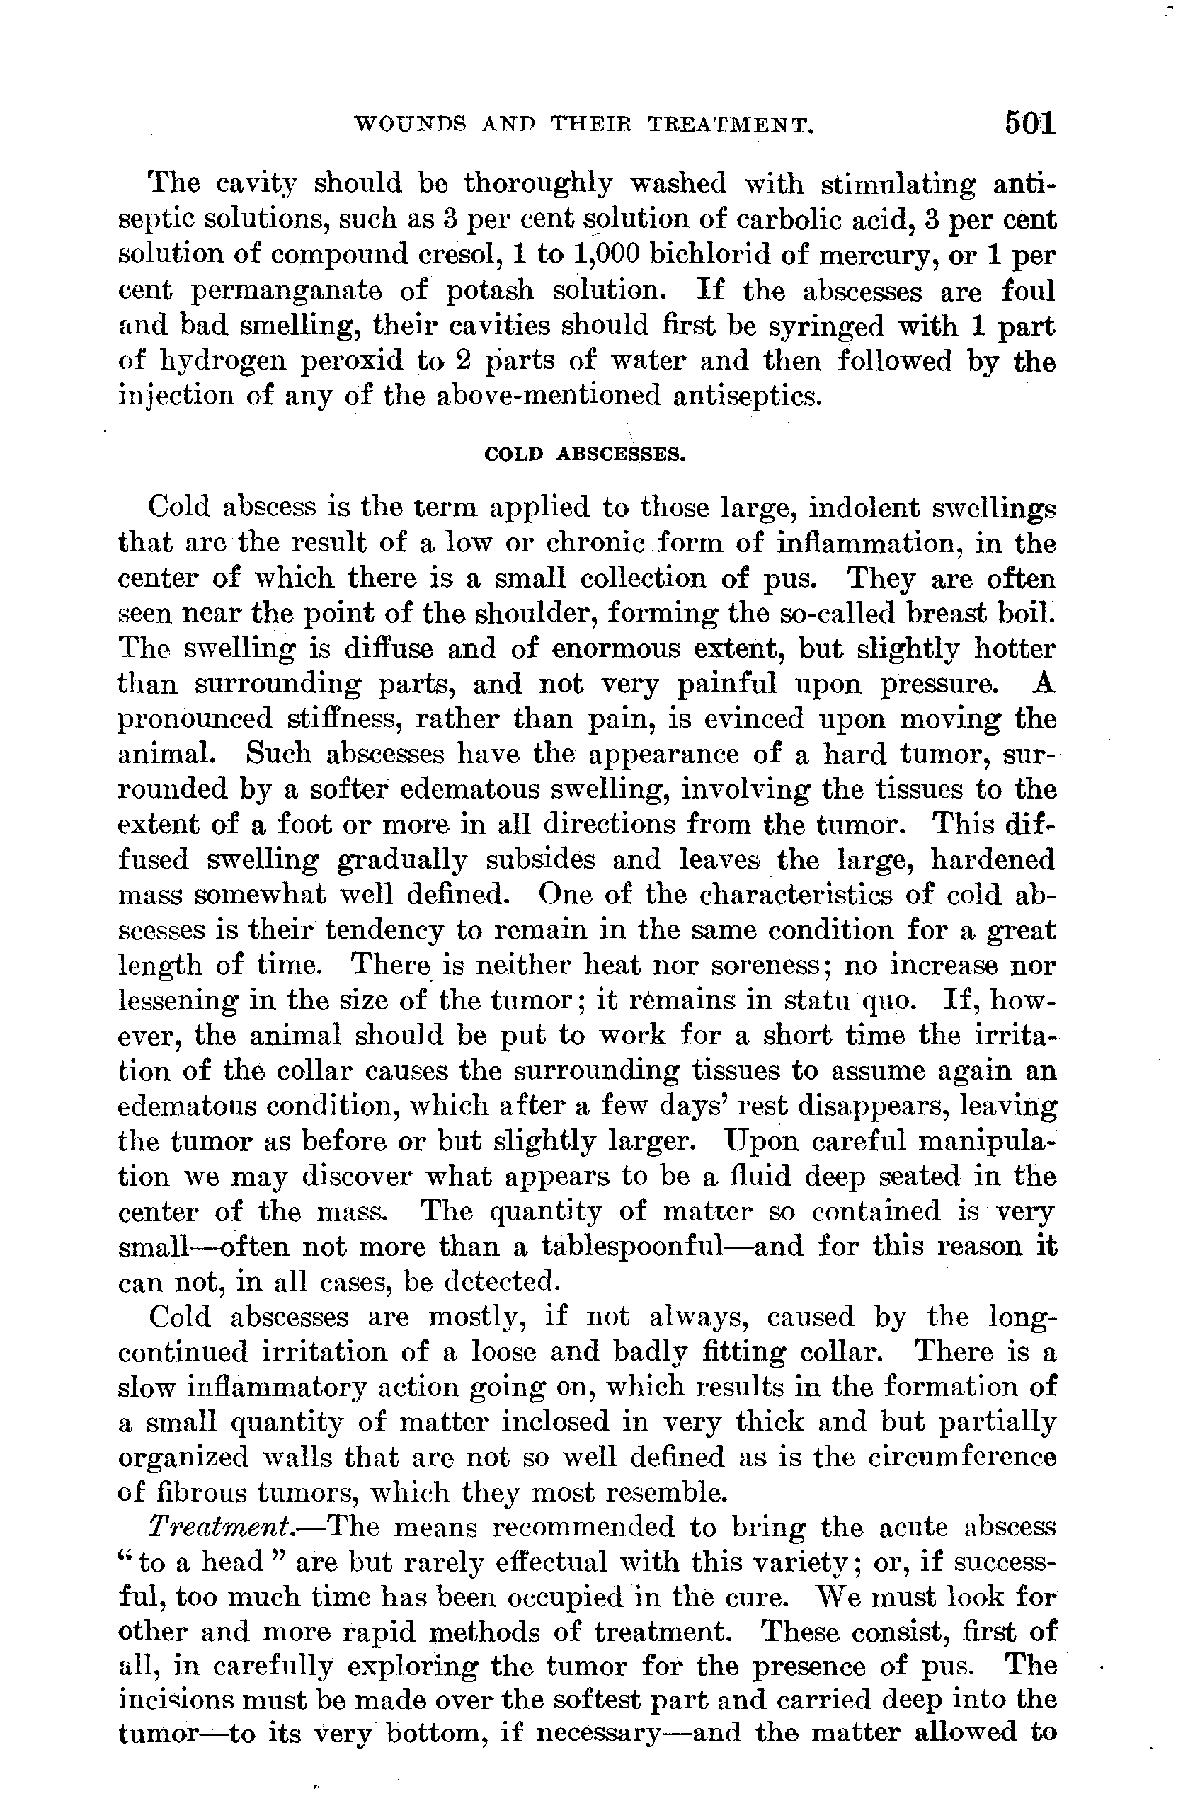 WOUNDS AND THEIR TREATMENT. 501
The cavity should be thoroughly washed with stimulating anti-
septic solutions, such as 3 per cent solution of carbolic acid, 3 per cent
solution of compound cresol, 1 to 1,000 bichlorid of mercury, or 1 per
cent permanganate of potash solution. If the abscesses are foul
and bad smelling, their cavities should first be syringed with 1 part
of hydrogen peroxid to 2 parts of water and then followed by the
injection of any of the above-mentioned antiseptics.
COLD ABSCESSES.
Cold abscess is the term applied to those large, indolent swellings
that are the result of a low or chronic form of inflammation, in the
center of which there is a small collection of pus. They are often
seen near the point of the shoulder, forming the so-called breast boil.
The swelling is diffuse and of enormous extent, but slightly hotter
than surrounding parts, and not very painful upon pressure. A
pronounced stiffness, rather than pain, is evinced upon moving the
animal. Such abscesses have the appearance of a hard tumor, sur-
rounded by a softer edematous swelling, involving the tissues to the
extent of a foot or more in all directions from the tumor. This dif-
fused swelling gradually subsides and leaves the large, hardened
mass somewhat well defined. One of the characteristics of cold ab-
scesses is their tendency to remain in the same condition for a great
length of time. There is neither heat nor soreness; no increase nor
lessening in the size of the tumor; it remains in statu quo. If, how-
ever, the animal should be put to work for a short time the irrita-
tion of the collar causes the surrounding tissues to assume again an
edematous condition, which after a few days' rest disappears, leaving
the tumor as before or but slightly larger. Upon careful manipula-
tion we may discover what appears to be a fluid deep seated in the
center of the mass. The quantity of matter so contained is very
small—often not more than a tablespoonful—and for this reason it
can not, in all cases, be detected.
Cold abscesses are mostly, if not always, caused by the long-
continued irritation of a loose and badly fitting collar. There is a
slow inflammatory action going on, which results in the formation of
a small quantity of matter inclosed in very thick and but partially
organized walls that are not so well defined as is the circumference
of fibrous tumors, which they most resemble.
Treatment.—The means recommended to bring the acute abscess
"to a head" are but rarely effectual with this variety; or, if success-
ful, too much time has been occupied in the cure. We must look for
other and more rapid methods of treatment. These consist, first of
all, in carefully exploring the tumor for the presence of pus. The
incisions must be made over the softest part and carried deep into the
tumor—to its very bottom, if necessary—and the matter allowed to